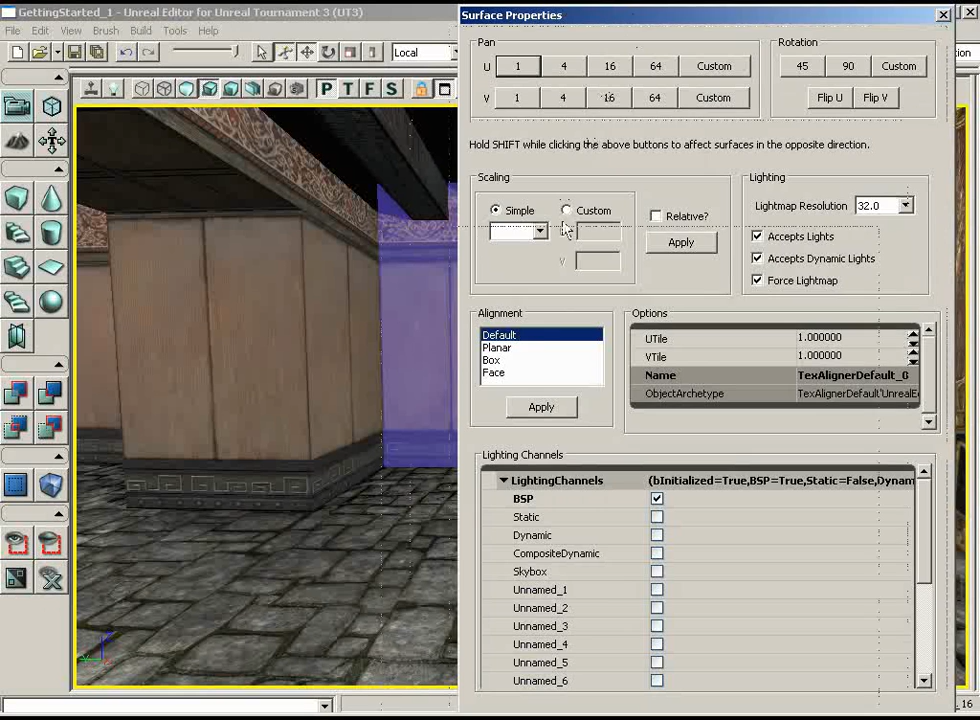 GettingStarted_1 - Unreal Editor for Unreal Tournament 3 (UT3)
File Edit View Brush Build Tools Help
Local
P T F S
Surface Properties
Pan
U 1 4 16 64 Custom
V 1 4 16 64 Custom
Rotation
45 90 Custom
Flip U Flip V
Hold SHIFT while clicking the above buttons to affect surfaces in the opposite direction.
Scaling
Simple Custom
V
Relative?
Apply
Lighting
Lightmap Resolution 32.0
Accepts Lights
Accepts Dynamic Lights
Force Lightmap
Alignment
Default
Planar
Box
Face
Apply
Options
UTile 1.000000
VTile 1.000000
Name TexAlignerDefault_0
ObjectArchetype TexAlignerDefault'UnrealE
Lighting Channels
LightingChannels (bInitialized=True,BSP=True,Static=False,Dynam
BSP
Static
Dynamic
CompositeDynamic
Skybox
Unnamed_1
Unnamed_2
Unnamed_3
Unnamed_4
Unnamed_5
Unnamed_6
16